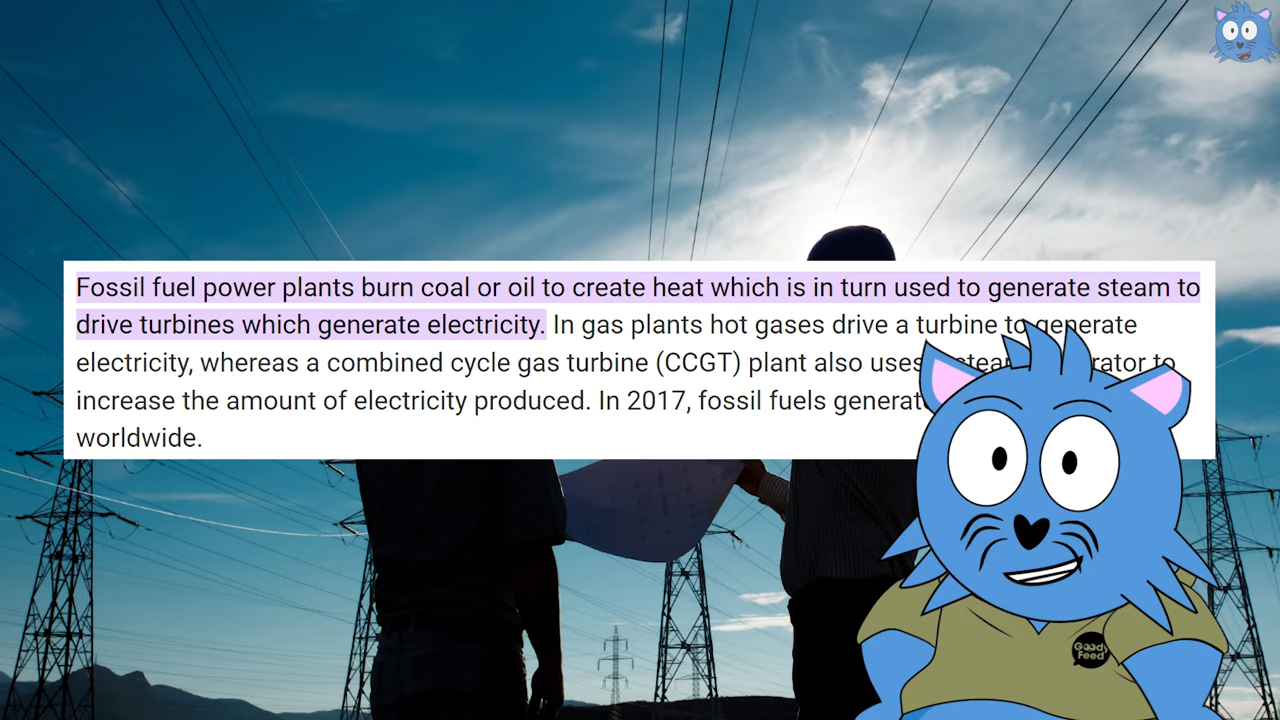 Fossil fuel power plants burn coal or oil to create heat which is in turn used to generate steam to
drive turbines which generate electricity. In gas plants hot gases drive a turbine to generate
electricity, whereas a combined cycle gas turbine (CCGT) plant also uses
increase the amount of electricity produced. In 2017, fossil fuels
worldwide.
Goody
Feed